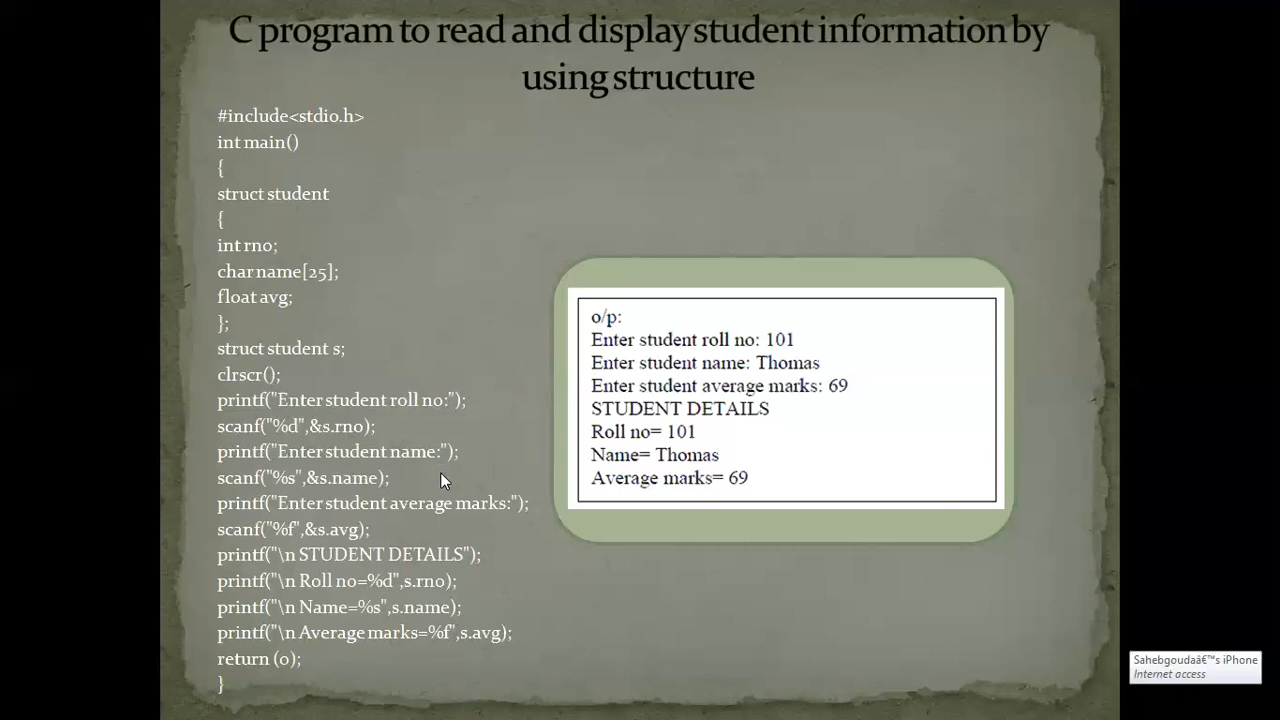 C program to read and display student information by
using structure
#include<stdio.h>
int main()
{
struct student
{
int rno;
char name[25];
float avg;
};
struct student s;
clrscr();
printf("Enter student roll no:");
scanf("%d",&s.rno);
printf("Enter student name:");
scanf("%s",&s.name);
printf("Enter student average marks:");
scanf("%f",&s.avg);
printf("\n STUDENT DETAILS");
printf("\n Roll no=%d",s.rno);
printf("\n Name=%s",s.name);
printf("\n Average marks=%f",s.avg);
return (0);
}
o/p:
Enter student roll no: 101
Enter student name: Thomas
Enter student average marks: 69
STUDENT DETAILS
Roll no= 101
Name= Thomas
Average marks= 69
Sahebgoudaâ€™s iPhone
Internet access